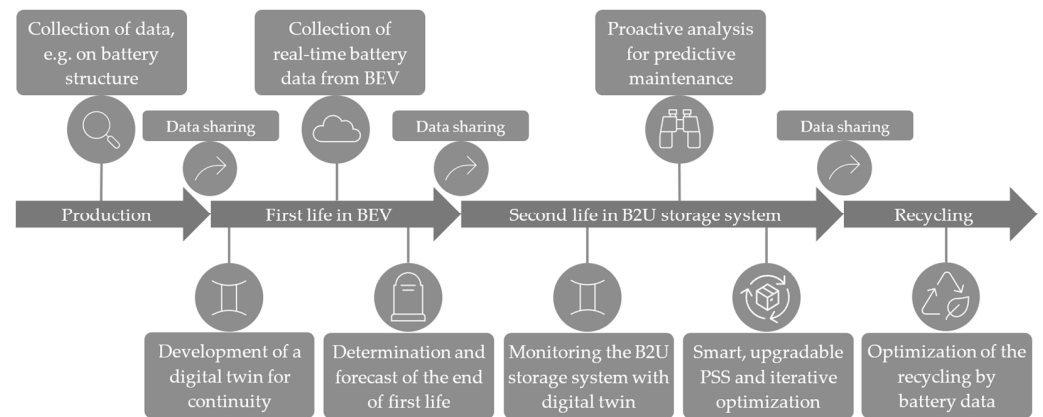 Collection of data,
e.g. on battery
structure
Collection of
real-time battery
data from BEV
Proactive analysis
for predictive
maintenance
Data sharing
Data sharing
Data sharing
Production
First life in BEV
Second life in B2U storage system
Recycling
Development of a
digital twin for
continuity
Determination and
forecast of the end
of first life
Monitoring the B2U
storage system with
digital twin
Smart, upgradable
PSS and iterative
optimization
Optimization of the
recycling by
battery data